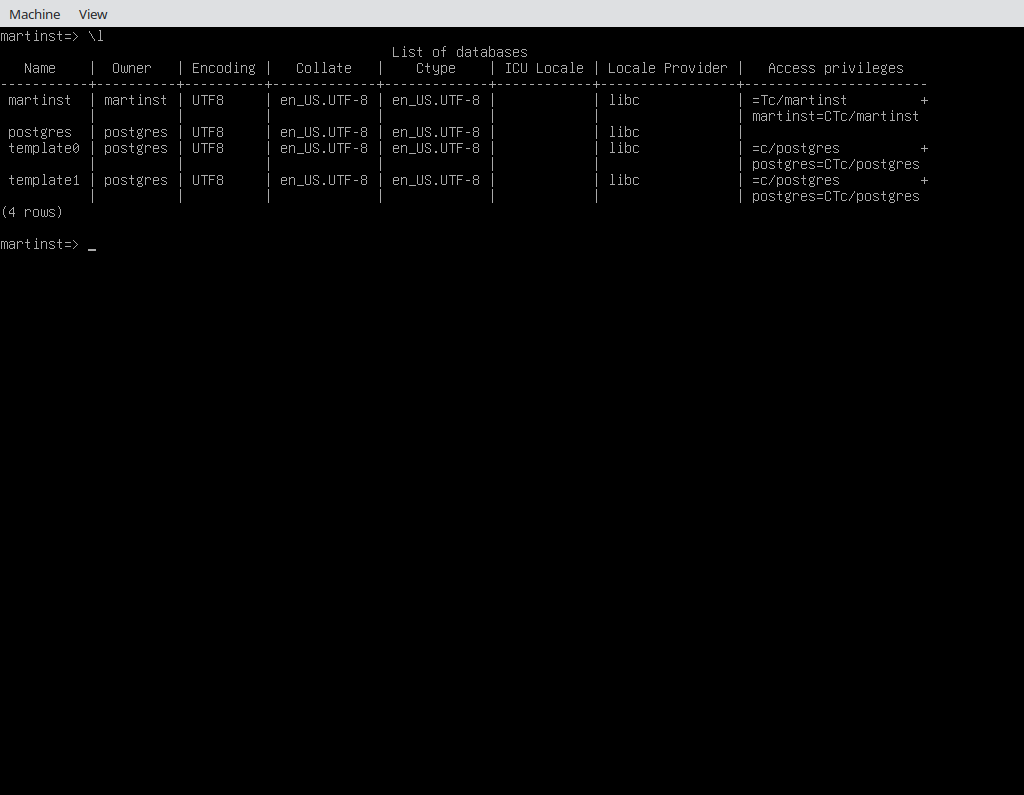 Machine View
martinst=> \l
List of databases
Name | Owner | Encoding | Collate | Ctype | ICU Locale | Locale Provider | Access privileges
-----------+----------+----------+-------------+-------------+------------+-----------------+-----------------------
martinst | martinst | UTF8 | en_US.UTF-8 | en_US.UTF-8 | | libc | =Tc/martinst +
| | | | | | | martinst=CTc/martinst
postgres | postgres | UTF8 | en_US.UTF-8 | en_US.UTF-8 | | libc |
template0 | postgres | UTF8 | en_US.UTF-8 | en_US.UTF-8 | | libc | =c/postgres +
| | | | | | | postgres=CTc/postgres
template1 | postgres | UTF8 | en_US.UTF-8 | en_US.UTF-8 | | libc | =c/postgres +
| | | | | | | postgres=CTc/postgres
(4 rows)
martinst=> _